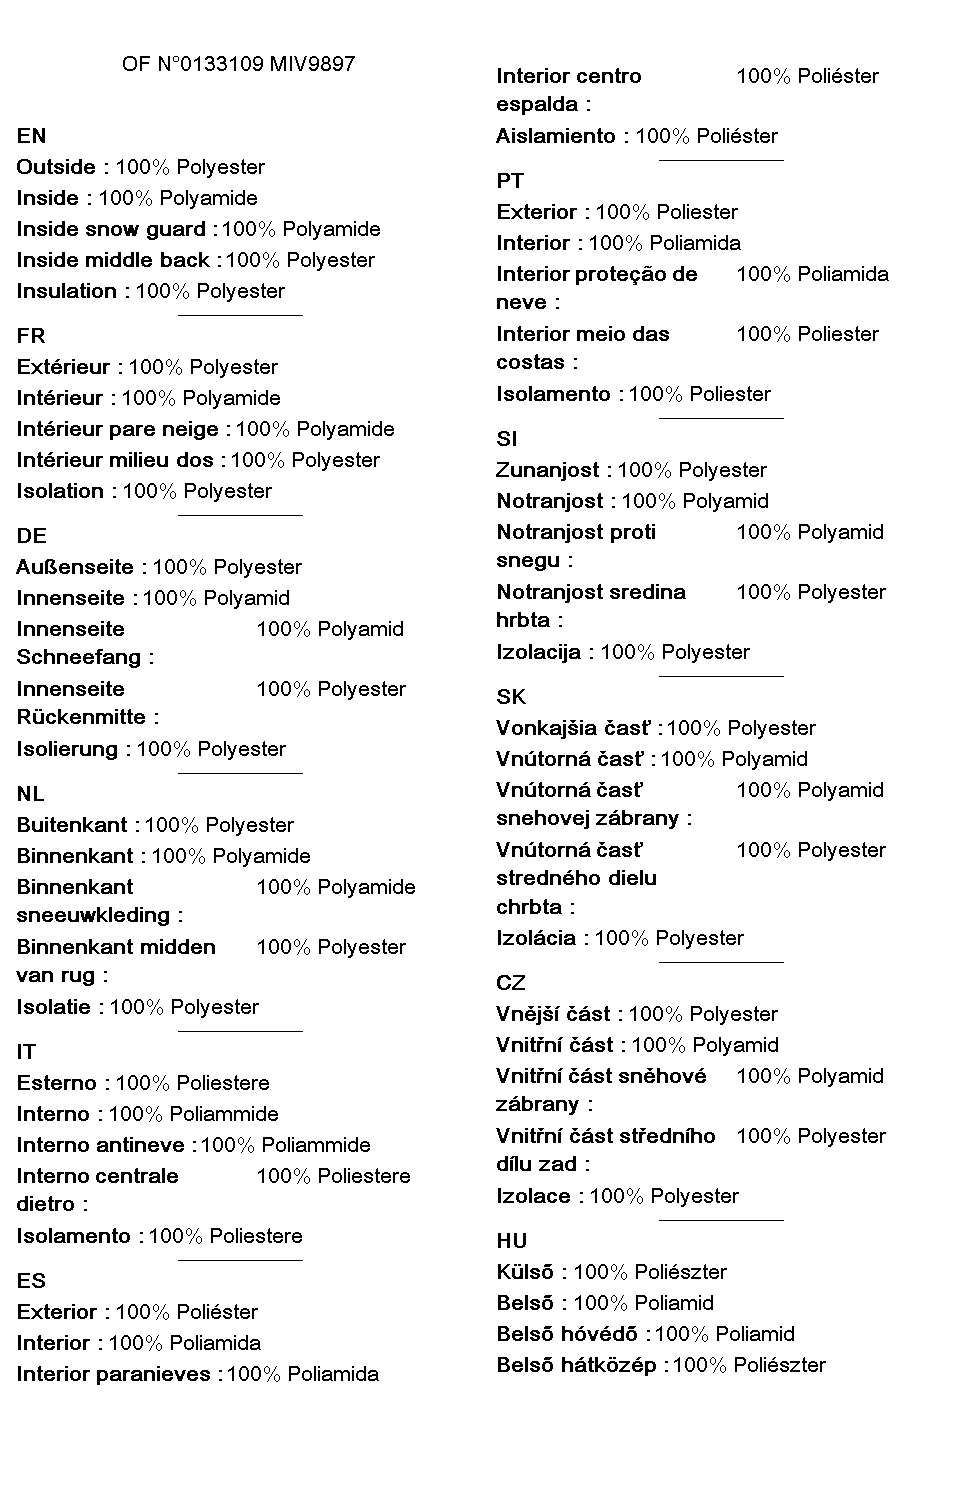 OF N°0133109 MIV9897
EN
Outside : 100% Polyester
Inside : 100% Polyamide
Inside snow guard : 100% Polyamide
Inside middle back : 100% Polyester
Insulation : 100% Polyester
FR
Extérieur : 100% Polyester
Intérieur : 100% Polyamide
Intérieur pare neige : 100% Polyamide
Intérieur milieu dos : 100% Polyester
Isolation : 100% Polyester
DE
Außenseite : 100% Polyester
Innenseite : 100% Polyamid
Innenseite 100% Polyamid
Schneefang :
Innenseite 100% Polyester
Rückenmitte :
Isolierung : 100% Polyester
NL
Buitenkant : 100% Polyester
Binnenkant : 100% Polyamide
Binnenkant 100% Polyamide
sneeuwkleding :
Binnenkant midden 100% Polyester
van rug :
Isolatie : 100% Polyester
IT
Esterno : 100% Poliestere
Interno : 100% Poliammide
Interno antineve : 100% Poliammide
Interno centrale 100% Poliestere
dietro :
Isolamento : 100% Poliestere
ES
Exterior : 100% Poliéster
Interior : 100% Poliamida
Interior paranieves : 100% Poliamida
Interior centro 100% Poliéster
espalda :
Aislamiento : 100% Poliéster
PT
Exterior : 100% Poliester
Interior : 100% Poliamida
Interior proteção de 100% Poliamida
neve :
Interior meio das 100% Poliester
costas :
Isolamento : 100% Poliester
SI
Zunanjost : 100% Polyester
Notranjost : 100% Polyamid
Notranjost proti 100% Polyamid
snegu :
Notranjost sredina 100% Polyester
hrbta :
Izolacija : 100% Polyester
SK
Vonkajšia časť : 100% Polyester
Vnútorná časť : 100% Polyamid
Vnútorná časť 100% Polyamid
snehovej zábrany :
Vnútorná časť 100% Polyester
stredného dielu
chrbta :
Izolácia : 100% Polyester
CZ
Vnější část : 100% Polyester
Vnitřní část : 100% Polyamid
Vnitřní část sněhové 100% Polyamid
zábrany :
Vnitřní část středního 100% Polyester
dílu zad :
Izolace : 100% Polyester
HU
Külső : 100% Poliészter
Belső : 100% Poliamid
Belső hóvédő : 100% Poliamid
Belső hátközép : 100% Poliészter